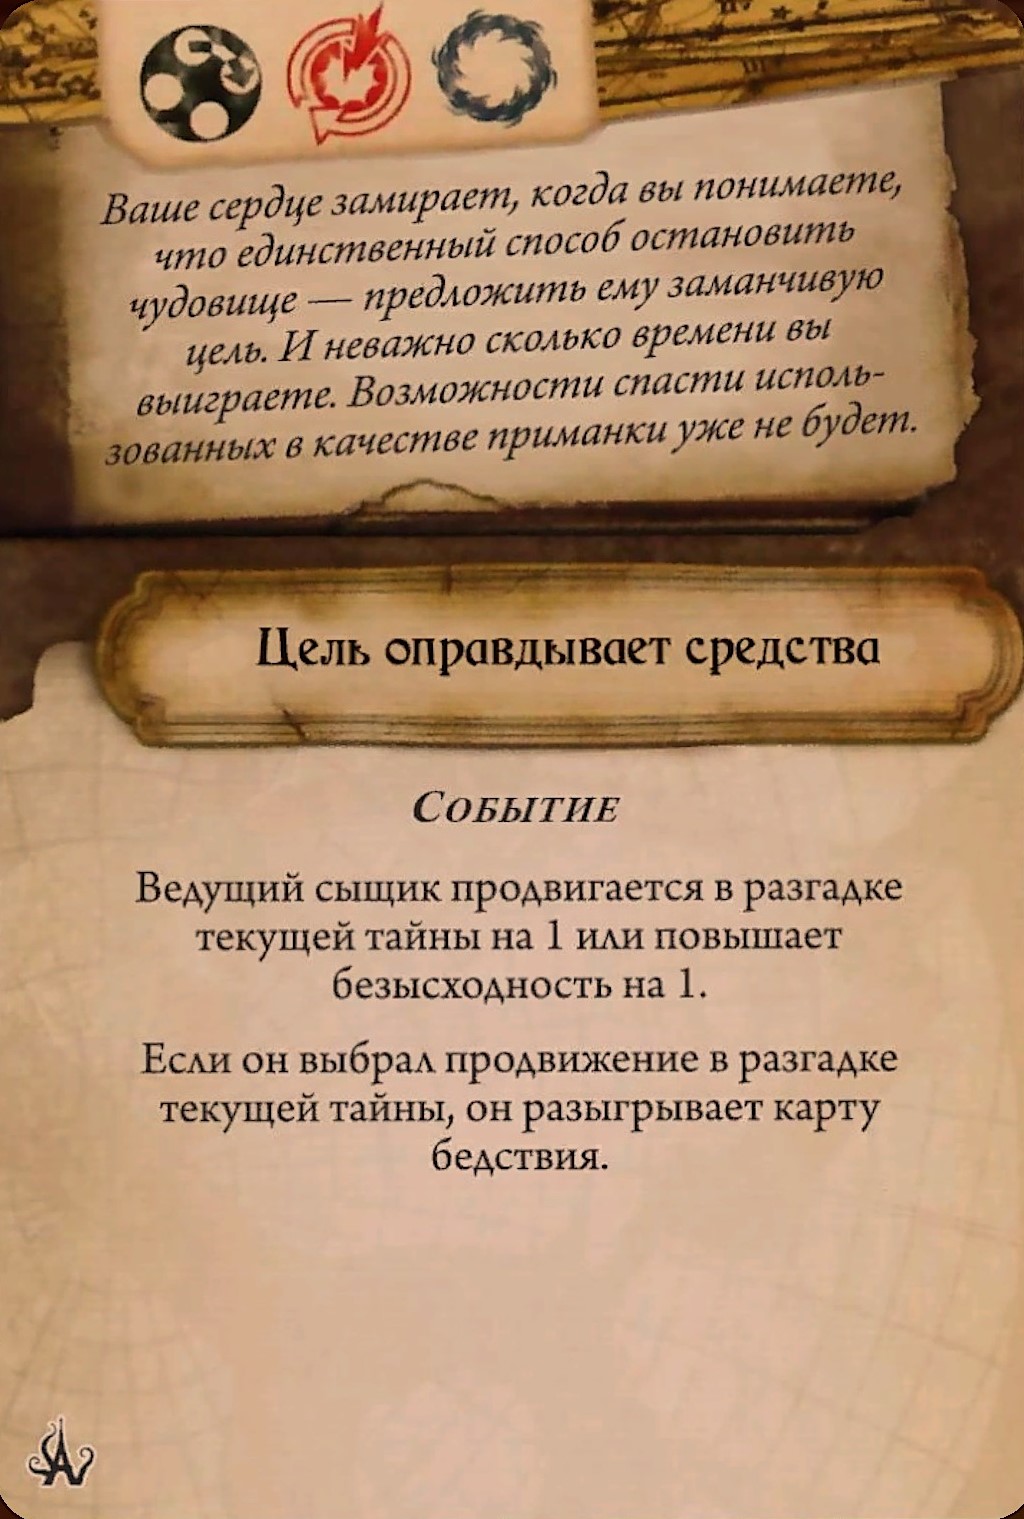 Ваше сердце замирает, когда вы понимаете,
что единственный способ остановить
чудовище — предложить ему заманчивую
цель. И неважно сколько времени вы
выиграете. Возможности спасти исполь-
зованных в качестве приманки уже не будет.
Цель оправдывает средства
Событие
Ведущий сыщик продвигается в разгадке
текущей тайны на 1 или повышает
безысходность на 1.
Если он выбрал продвижение в разгадке
текущей тайны, он разыгрывает карту
бедствия.